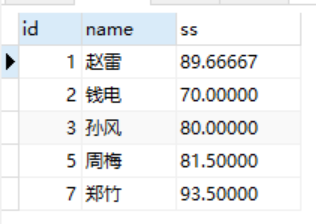 id name ss
1 赵雷 89.66667
2 钱电 70.00000
3 孙风 80.00000
5 周梅 81.50000
7 郑竹 93.50000